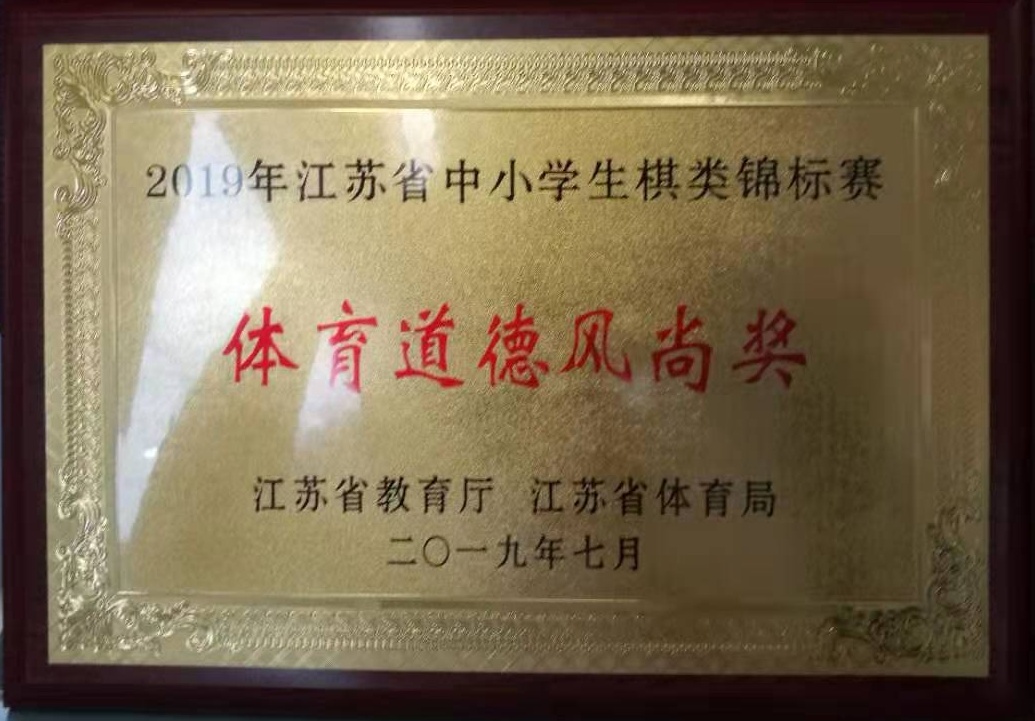 2019年江苏省中小学生棋类锦标赛
体育道德风尚奖
江苏省教育厅 江苏省体育局
二〇一九年七月